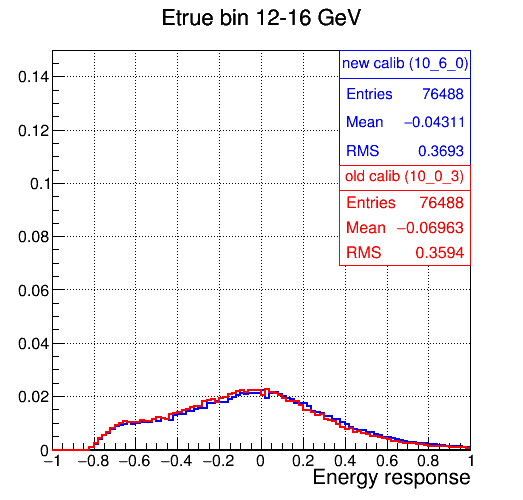 Etrue bin 12-16 GeV
new calib (10_6_0)
Entries 76488
Mean −0.04311
RMS 0.3693
old calib (10_0_3)
Entries 76488
Mean −0.06963
RMS 0.3594
0.14
0.12
0.1
0.08
0.06
0.04
0.02
0
−1 −0.8 −0.6 −0.4 −0.2 0 0.2 0.4 0.6 0.8 1
Energy response